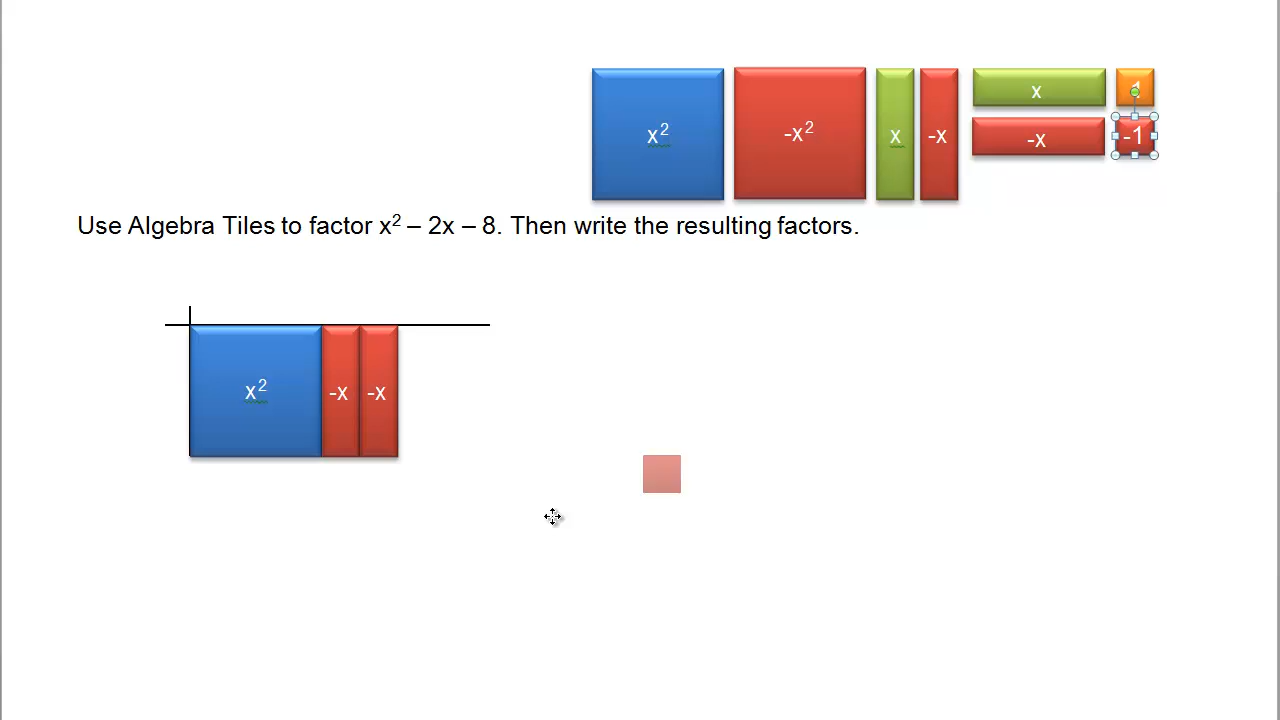 x² -x² x -x x 1
-x -1
Use Algebra Tiles to factor x² – 2x – 8. Then write the resulting factors.
x² -x -x